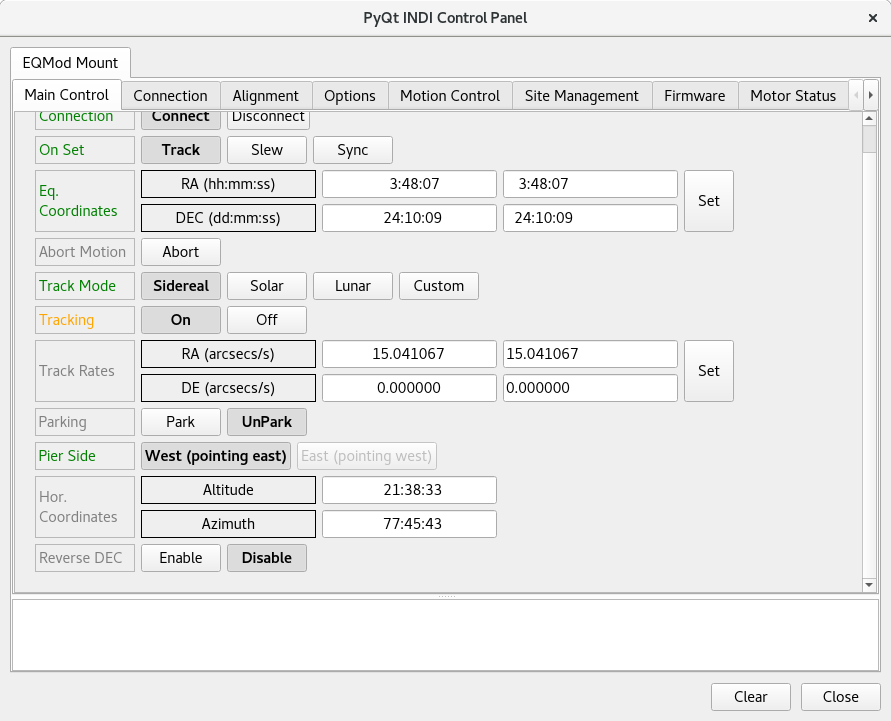 PyQt INDI Control Panel ×
EQMod Mount
Main Control Connection Alignment Options Motion Control Site Management Firmware Motor Status
Connection Connect Disconnect
On Set Track Slew Sync
Eq. Coordinates RA (hh:mm:ss) 3:48:07 3:48:07 Set
DEC (dd:mm:ss) 24:10:09 24:10:09
Abort Motion Abort
Track Mode Sidereal Solar Lunar Custom
Tracking On Off
Track Rates RA (arcsecs/s) 15.041067 15.041067 Set
DE (arcsecs/s) 0.000000 0.000000
Parking Park UnPark
Pier Side West (pointing east) East (pointing west)
Hor. Coordinates Altitude 21:38:33
Azimuth 77:45:43
Reverse DEC Enable Disable
Clear Close